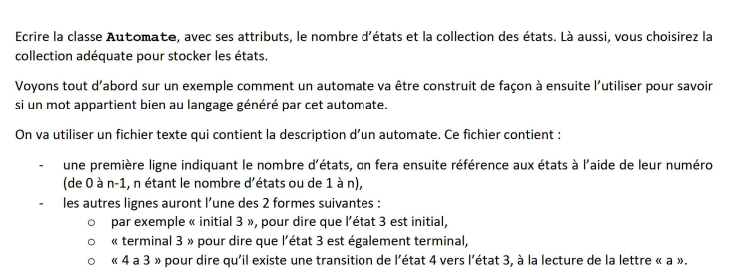 Ecrire la classe Automate, avec ses attributs, le nombre d'états et la collection des états. Là aussi, vous choisirez la
collection adéquate pour stocker les états.
Voyons tout d'abord sur un exemple comment un automate va être construit de façon à ensuite l'utiliser pour savoir
si un mot appartient bien au langage généré par cet automate.
On va utiliser un fichier texte qui contient la description d'un automate. Ce fichier contient :
- une première ligne indiquant le nombre d'états, on fera ensuite référence aux états à l'aide de leur numéro
(de 0 à n-1, n étant le nombre d'états ou de 1 à n),
- les autres lignes auront l'une des 2 formes suivantes :
o par exemple « initial 3 », pour dire que l'état 3 est initial,
o « terminal 3 » pour dire que l'état 3 est également terminal,
o « 4 a 3 » pour dire qu'il existe une transition de l'état 4 vers l'état 3, à la lecture de la lettre « a ».